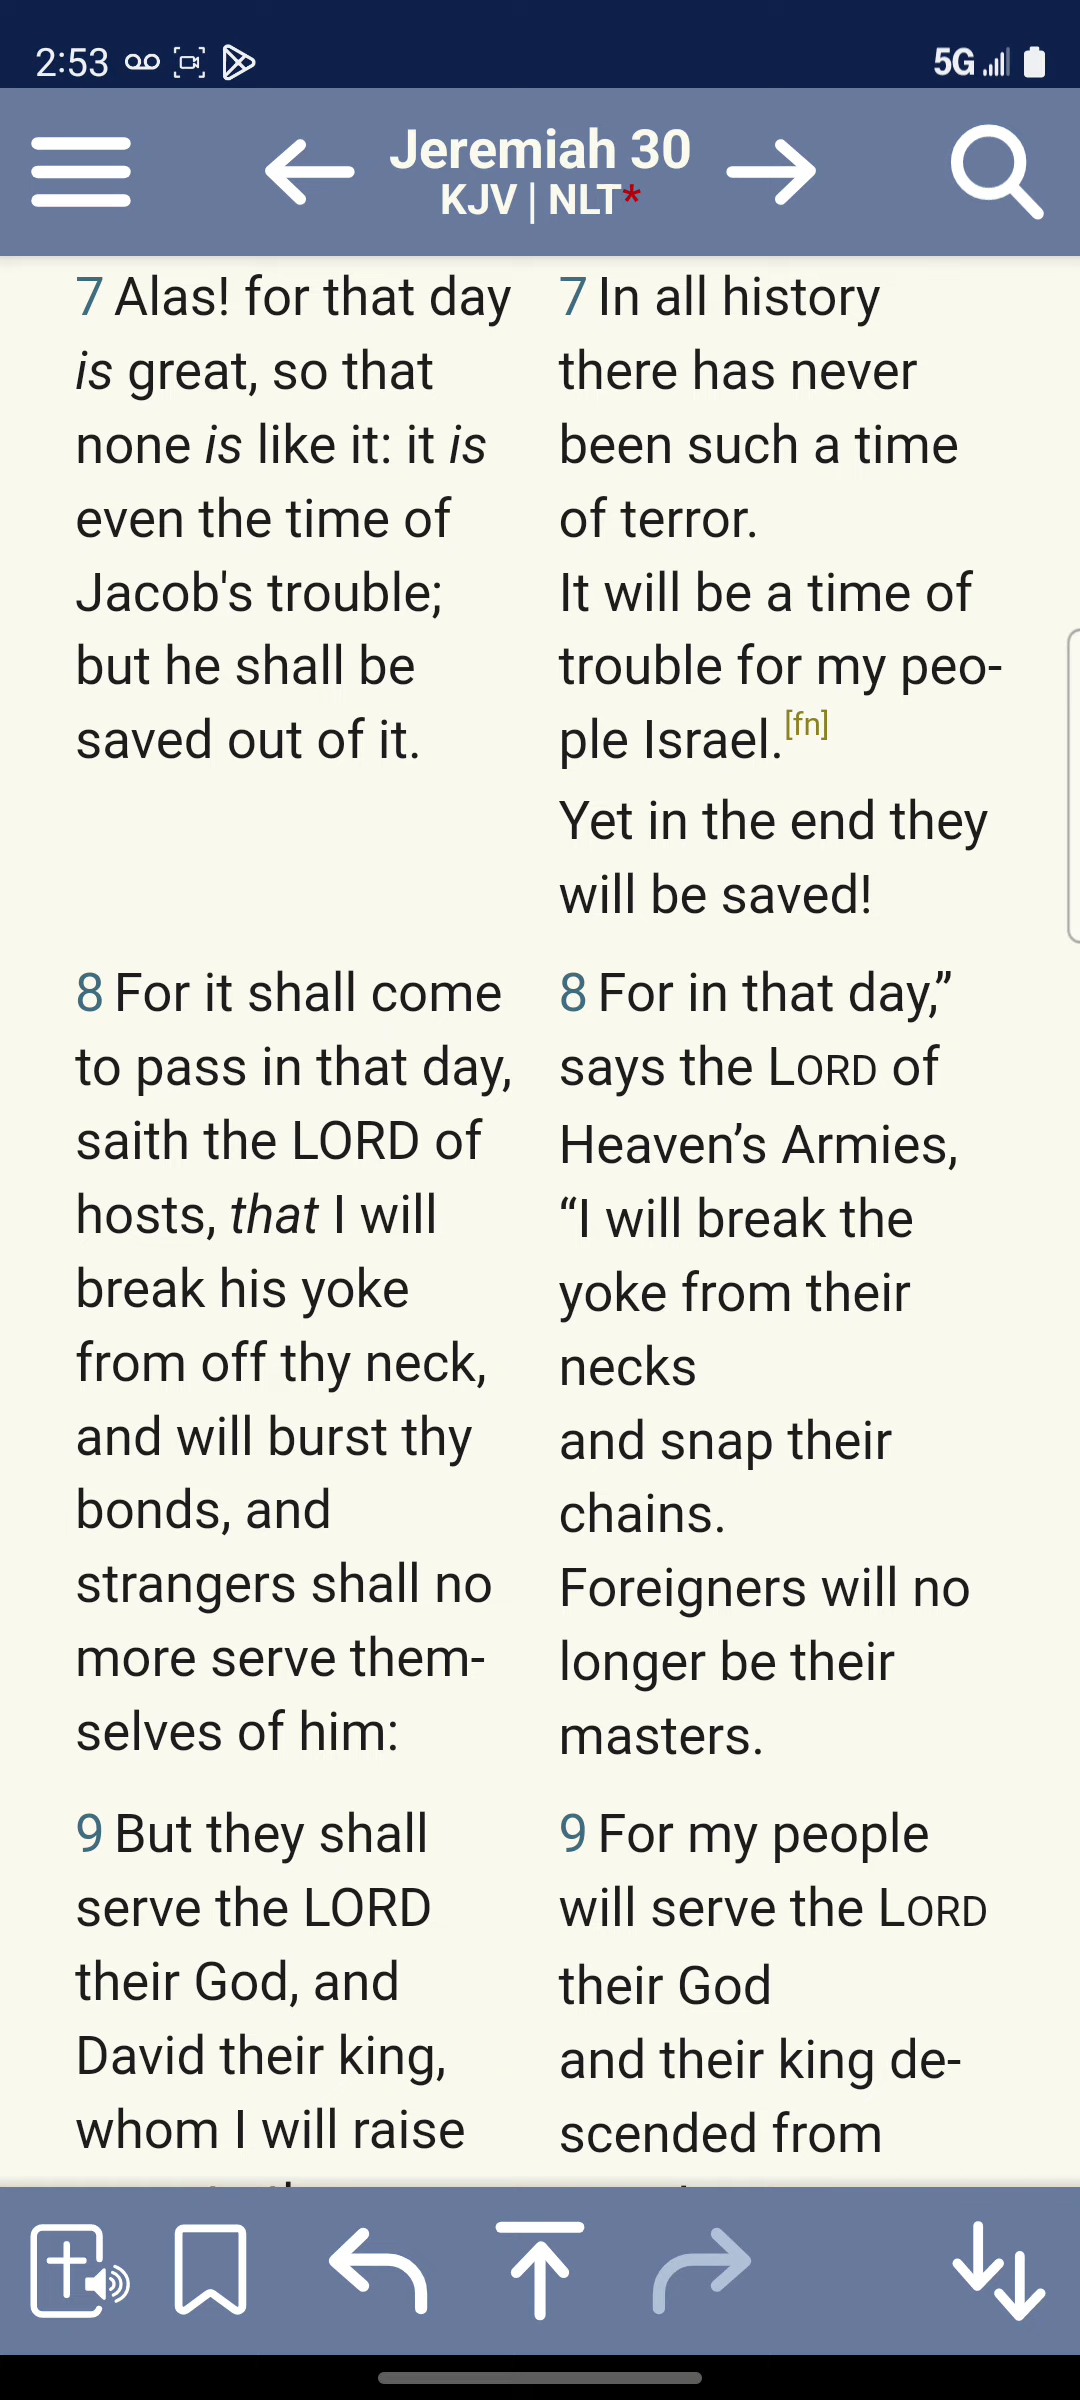 2:53
5G
Jeremiah 30
KJV | NLT*
7 Alas! for that day
is great, so that
none is like it: it is
even the time of
Jacob's trouble;
but he shall be
saved out of it.
7 In all history
there has never
been such a time
of terror.
It will be a time of
trouble for my peo-
ple Israel.[fn]
Yet in the end they
will be saved!
8 For it shall come
to pass in that day,
saith the LORD of
hosts, that I will
break his yoke
from off thy neck,
and will burst thy
bonds, and
strangers shall no
more serve them-
selves of him:
8 For in that day,”
says the LORD of
Heaven’s Armies,
“I will break the
yoke from their
necks
and snap their
chains.
Foreigners will no
longer be their
masters.
9 But they shall
serve the LORD
their God, and
David their king,
whom I will raise
9 For my people
will serve the LORD
their God
and their king de-
scended from